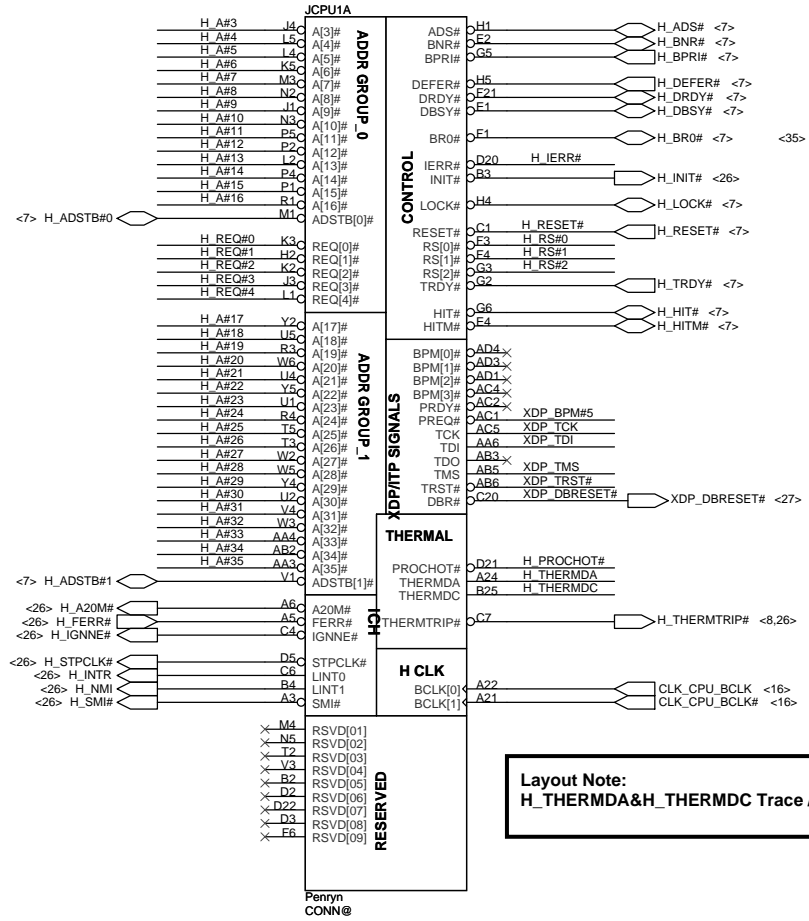 JCPU1A
H_A#3 J4 A[3]#
H_A#4 L5 A[4]#
H_A#5 L4 A[5]#
H_A#6 K5 A[6]#
H_A#7 M3 A[7]#
H_A#8 N2 A[8]#
H_A#9 J1 A[9]#
H_A#10 N3 A[10]#
H_A#11 P5 A[11]#
H_A#12 P2 A[12]#
H_A#13 L2 A[13]#
H_A#14 P4 A[14]#
H_A#15 P1 A[15]#
H_A#16 R1 A[16]#
<7> H_ADSTB#0 M1 ADSTB[0]#
H_REQ#0 K3 REQ[0]#
H_REQ#1 H2 REQ[1]#
H_REQ#2 K2 REQ[2]#
H_REQ#3 J3 REQ[3]#
H_REQ#4 L1 REQ[4]#
ADDR GROUP_0
H_A#17 Y2 A[17]#
H_A#18 U5 A[18]#
H_A#19 R3 A[19]#
H_A#20 W6 A[20]#
H_A#21 U4 A[21]#
H_A#22 Y5 A[22]#
H_A#23 U1 A[23]#
H_A#24 R4 A[24]#
H_A#25 T5 A[25]#
H_A#26 T3 A[26]#
H_A#27 W2 A[27]#
H_A#28 W5 A[28]#
H_A#29 Y4 A[29]#
H_A#30 U2 A[30]#
H_A#31 V4 A[31]#
H_A#32 W3 A[32]#
H_A#33 AA4 A[33]#
H_A#34 AB2 A[34]#
H_A#35 AA3 A[35]#
<7> H_ADSTB#1 V1 ADSTB[1]#
ADDR GROUP_1
<26> H_A20M# A6 A20M#
<26> H_FERR# A5 FERR#
<26> H_IGNNE# C4 IGNNE#
<26> H_STPCLK# D5 STPCLK#
<26> H_INTR C6 LINT0
<26> H_NMI B4 LINT1
<26> H_SMI# A3 SMI#
ICH
M4 RSVD[01]
N5 RSVD[02]
T2 RSVD[03]
V3 RSVD[04]
B2 RSVD[05]
D2 RSVD[06]
D22 RSVD[07]
D3 RSVD[08]
F6 RSVD[09]
RESERVED
Penryn
CONN@
CONTROL
ADS# H1 H_ADS# <7>
BNR# E2 H_BNR# <7>
BPRI# G5 H_BPRI# <7>
DEFER# H5 H_DEFER# <7>
DRDY# F21 H_DRDY# <7>
DBSY# E1 H_DBSY# <7>
BR0# F1 H_BR0# <7> <35>
IERR# D20 H_IERR#
INIT# B3 H_INIT# <26>
LOCK# H4 H_LOCK# <7>
RESET# C1 H_RESET# H_RESET# <7>
RS[0]# F3 H_RS#0
RS[1]# F4 H_RS#1
RS[2]# G3 H_RS#2
TRDY# G2 H_TRDY# <7>
HIT# G6 H_HIT# <7>
HITM# E4 H_HITM# <7>
XDP/ITP SIGNALS
BPM[0]# AD4
BPM[1]# AD3
BPM[2]# AD1
BPM[3]# AC4
PRDY# AC2
PREQ# AC1 XDP_BPM#5
TCK AC5 XDP_TCK
TDI AA6 XDP_TDI
TDO AB3
TMS AB5 XDP_TMS
TRST# AB6 XDP_TRST#
DBR# C20 XDP_DBRESET# XDP_DBRESET# <27>
THERMAL
PROCHOT# D21 H_PROCHOT#
THERMDA A24 H_THERMDA
THERMDC B25 H_THERMDC
THERMTRIP# C7 H_THERMTRIP# <8,26>
H CLK
BCLK[0] A22 CLK_CPU_BCLK <16>
BCLK[1] A21 CLK_CPU_BCLK# <16>
Layout Note:
H_THERMDA&H_THERMDC Trace